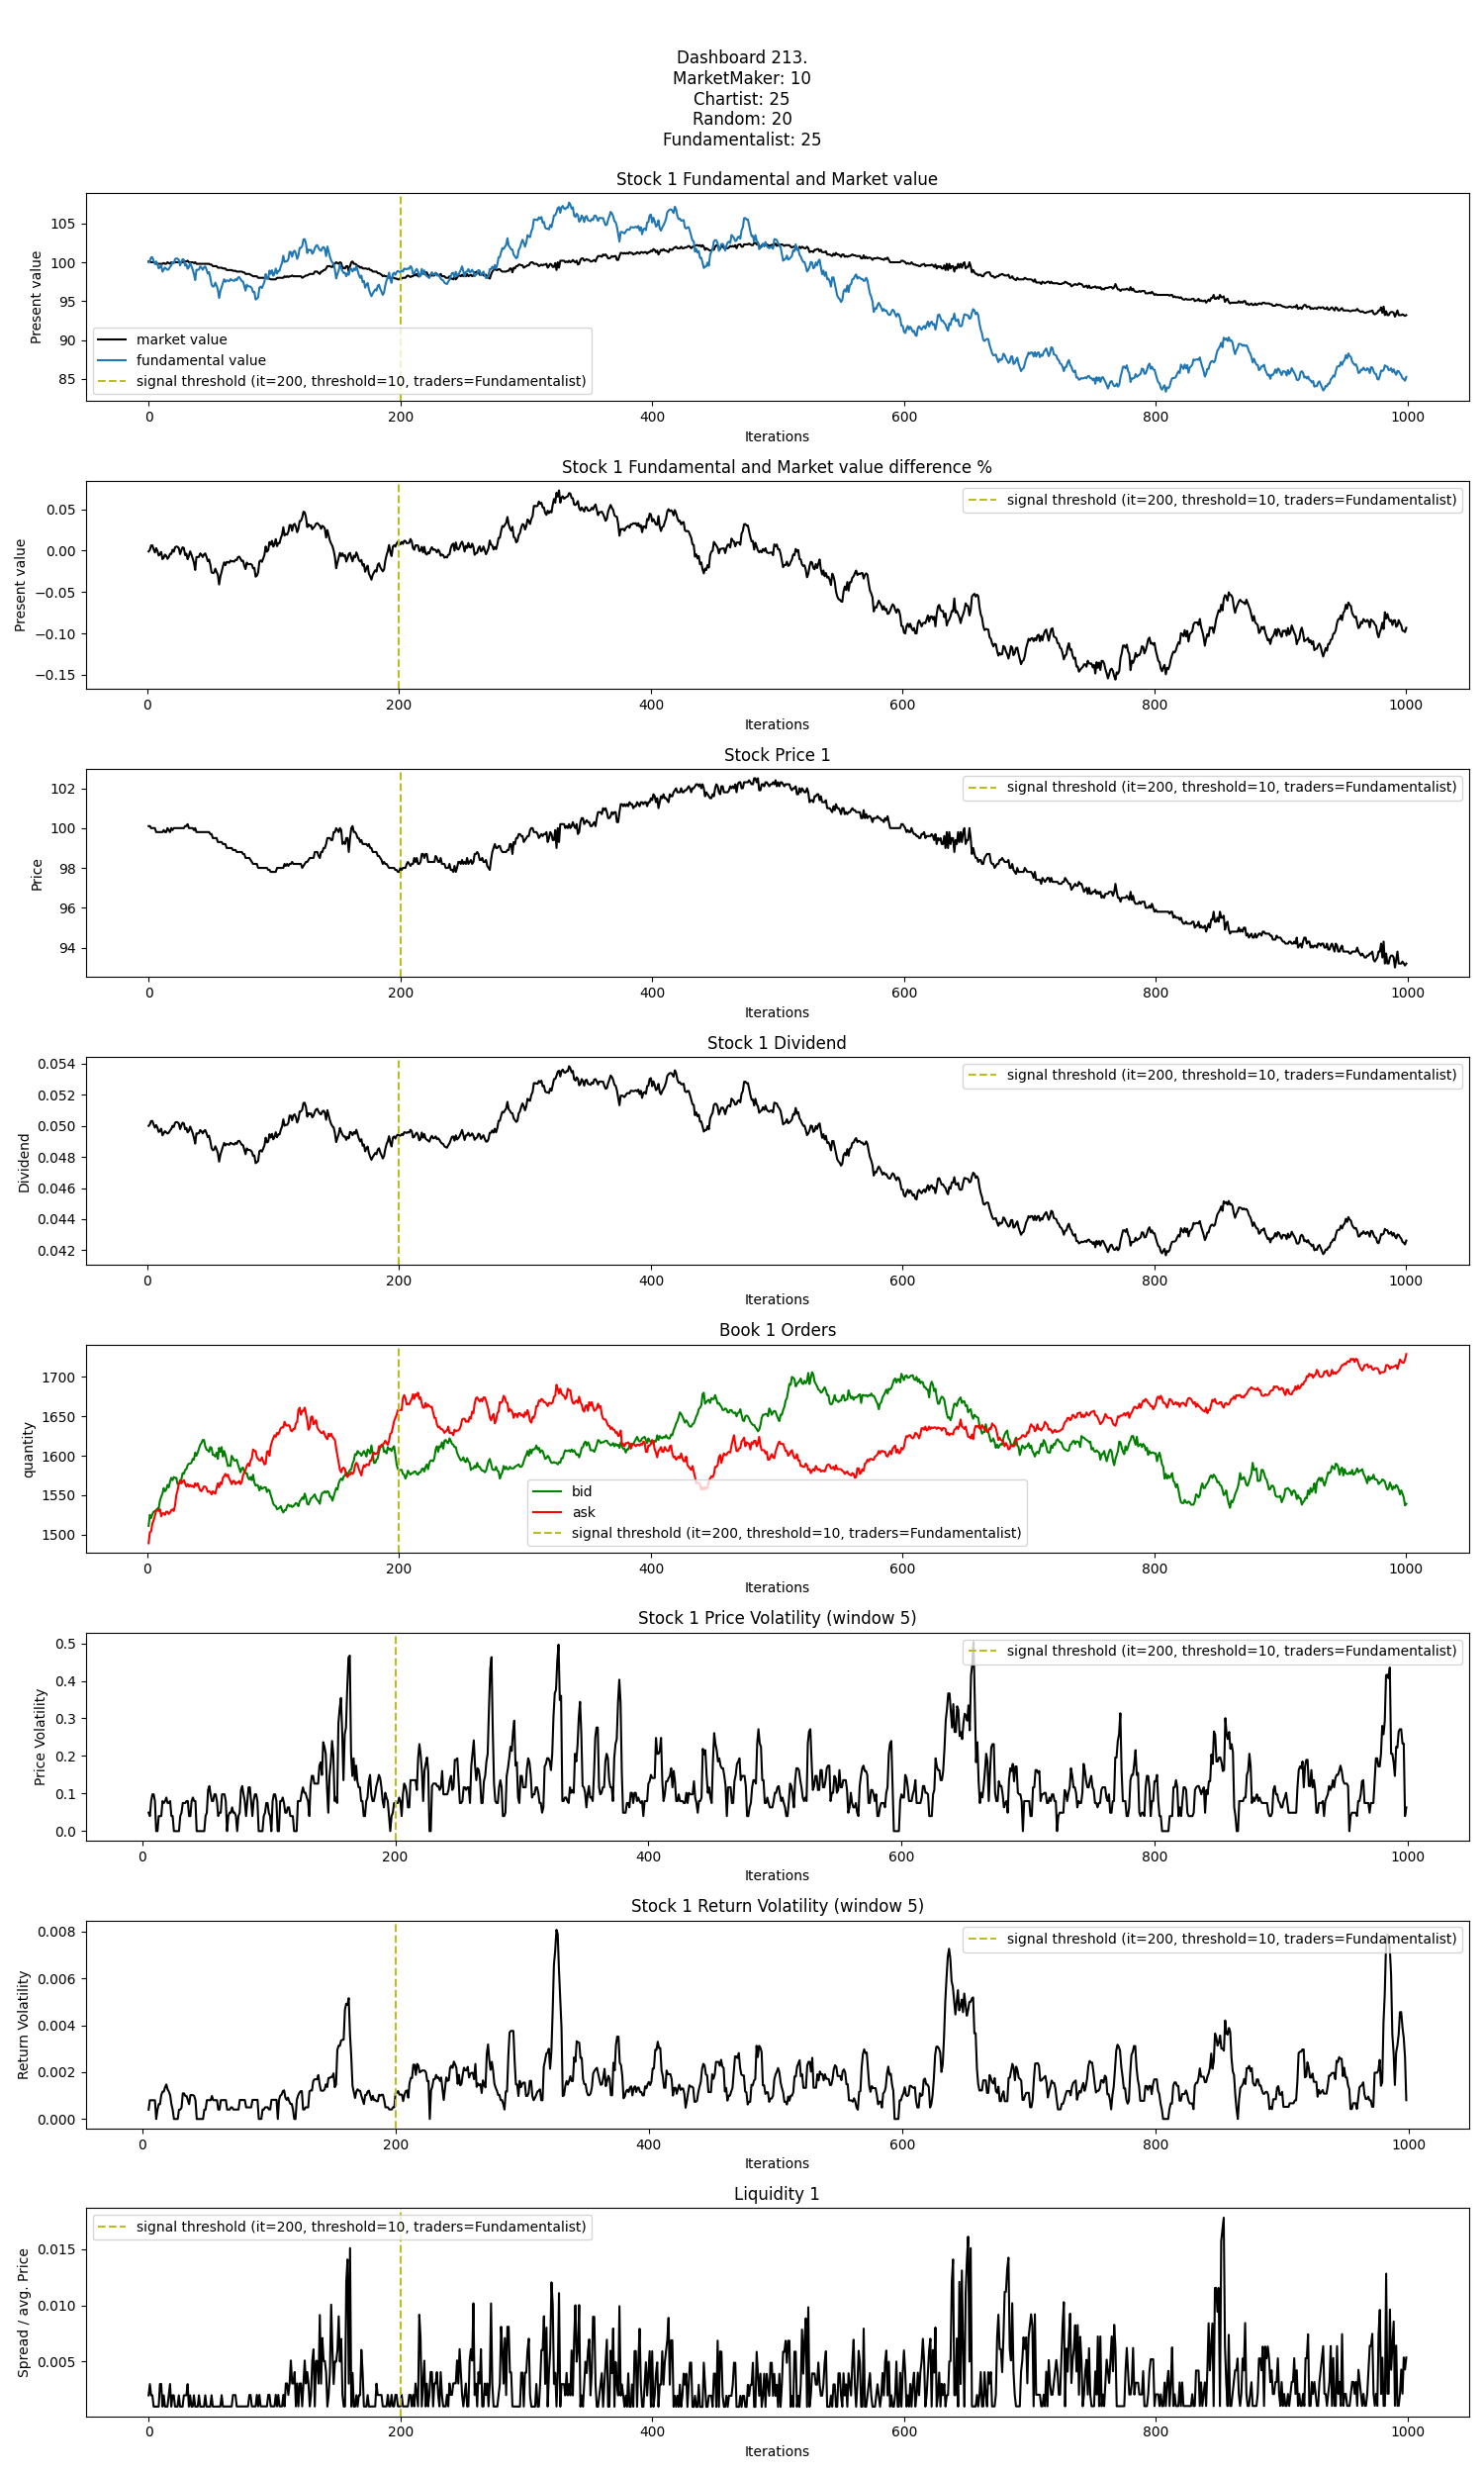 Dashboard 213.
MarketMaker: 10
Chartist: 25
Random: 20
Fundamentalist: 25
Stock 1 Fundamental and Market value
Present value
105
100
95
90
85
market value
fundamental value
signal threshold (it=200, threshold=10, traders=Fundamentalist)
0 200 400 600 800 1000
Iterations
Stock 1 Fundamental and Market value difference %
Present value
0.05
0.00
−0.05
−0.10
−0.15
signal threshold (it=200, threshold=10, traders=Fundamentalist)
0 200 400 600 800 1000
Iterations
Stock Price 1
Price
102
100
98
96
94
signal threshold (it=200, threshold=10, traders=Fundamentalist)
0 200 400 600 800 1000
Iterations
Stock 1 Dividend
Dividend
0.054
0.052
0.050
0.048
0.046
0.044
0.042
signal threshold (it=200, threshold=10, traders=Fundamentalist)
0 200 400 600 800 1000
Iterations
Book 1 Orders
quantity
1700
1650
1600
1550
1500
bid
ask
signal threshold (it=200, threshold=10, traders=Fundamentalist)
0 200 400 600 800 1000
Iterations
Stock 1 Price Volatility (window 5)
Price Volatility
0.5
0.4
0.3
0.2
0.1
0.0
signal threshold (it=200, threshold=10, traders=Fundamentalist)
0 200 400 600 800 1000
Iterations
Stock 1 Return Volatility (window 5)
Return Volatility
0.008
0.006
0.004
0.002
0.000
signal threshold (it=200, threshold=10, traders=Fundamentalist)
0 200 400 600 800 1000
Iterations
Liquidity 1
Spread / avg. Price
0.015
0.010
0.005
signal threshold (it=200, threshold=10, traders=Fundamentalist)
0 200 400 600 800 1000
Iterations